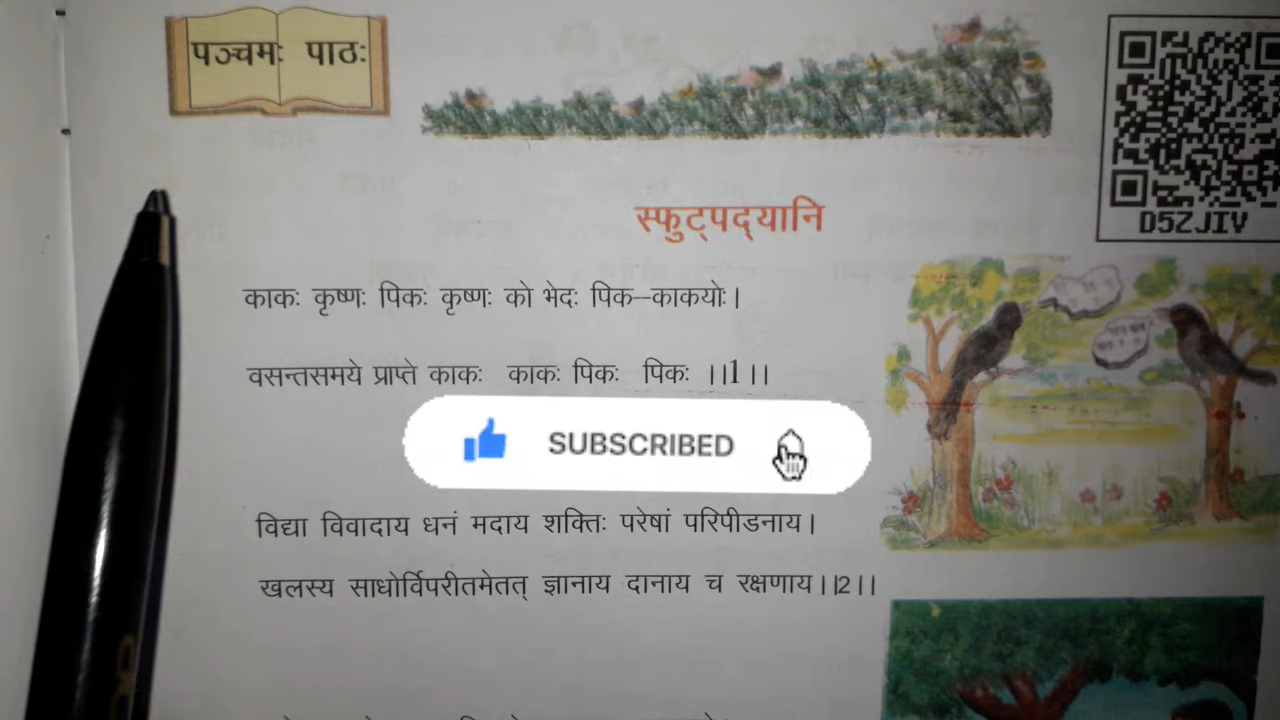 पञ्चमः पाठः
स्फुट्पद्यानि
D5ZJIV
काकः कृष्णः पिकः कृष्णः को भेदः पिक–काकयोः।
वसन्तसमये प्राप्ते काकः काकः पिकः पिकः ।।1।।
SUBSCRIBED
विद्या विवादाय धनं मदाय शक्तिः परेषां परिपीडनाय।
खलस्य साधोर्विपरीतमेतत् ज्ञानाय दानाय च रक्षणाय।।2।।